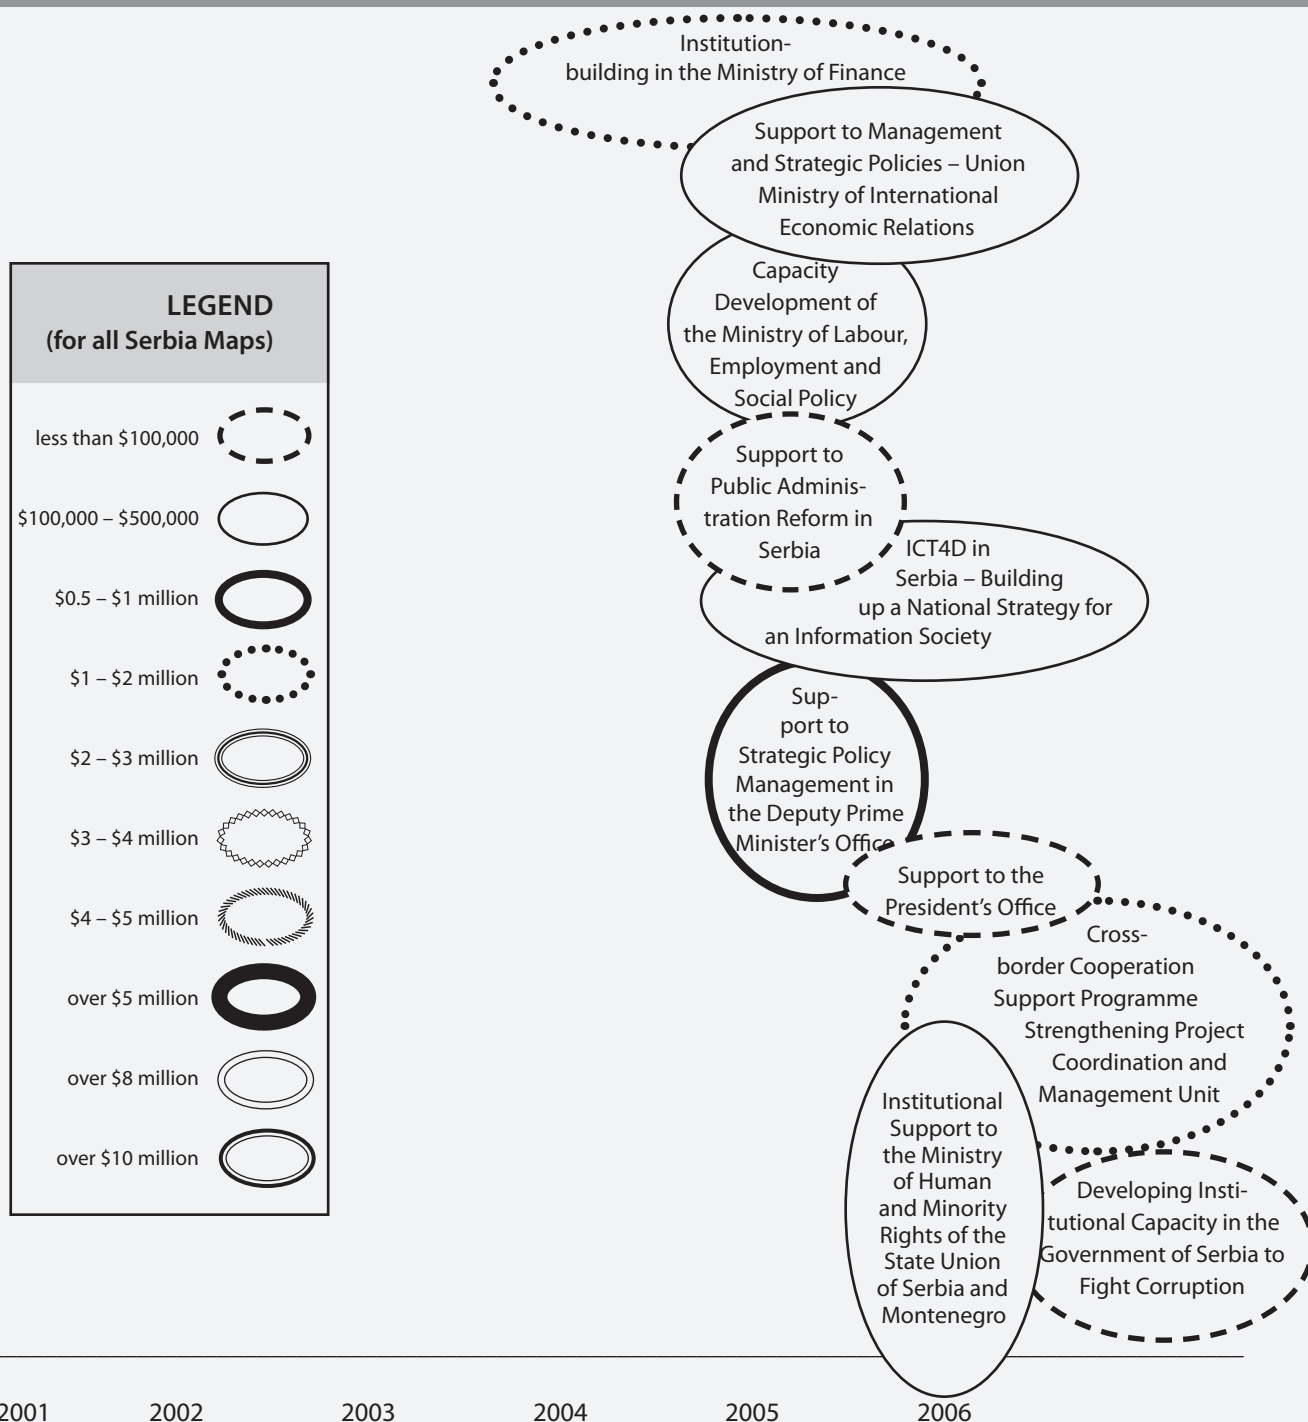 Institution-
building in the Ministry of Finance
Support to Management
and Strategic Policies – Union
Ministry of International
Economic Relations
Capacity
Development of
the Ministry of Labour,
Employment and
Social Policy
Support to
Public Adminis-
tration Reform in
Serbia
ICT4D in
Serbia – Building
up a National Strategy for
an Information Society
Sup-
port to
Strategic Policy
Management in
the Deputy Prime
Minister's Office
Support to the
President's Office
Cross-
border Cooperation
Support Programme
Strengthening Project
Coordination and
Management Unit
Institutional
Support to
the Ministry
of Human
and Minority
Rights of the
State Union
of Serbia and
Montenegro
Developing Insti-
tutional Capacity in the
Government of Serbia to
Fight Corruption
LEGEND
(for all Serbia Maps)
less than $100,000
$100,000 – $500,000
$0.5 – $1 million
$1 – $2 million
$2 – $3 million
$3 – $4 million
$4 – $5 million
over $5 million
over $8 million
over $10 million
2001 2002 2003 2004 2005 2006